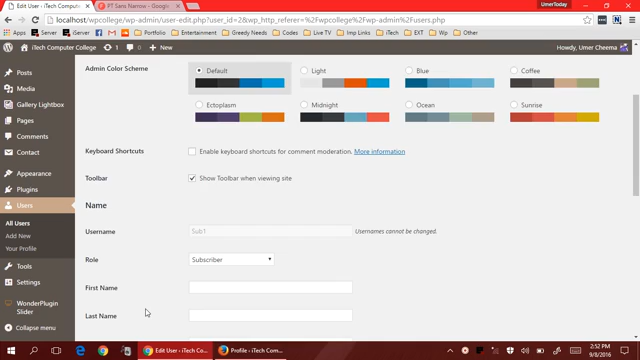 UmerToday
Edit User ‹ iTech Compu
PT Sans Narrow - Google
localhost/wpcollege/wp-admin/user-edit.php?user_id=2&wp_http_referer=%2Fwpcollege%2Fwp-admin%2Fusers.php
Apps
Portfolio
Entertainment
Greedy Needs
Codes
Live TV
Imp Links
iTech
EXT
Facebook
Other bookmarks
iTech Computer College
1
0
New
Howdy, Umer Cheema
Posts
Media
Gallery Lightbox
Pages
Comments
Contact
Appearance
Plugins
Users
All Users
Add New
Your Profile
Tools
Settings
WonderPlugin
Slider
Collapse menu
Admin Color Scheme
Default
Light
Blue
Coffee
Ectoplasm
Midnight
Ocean
Sunrise
Keyboard Shortcuts
Enable keyboard shortcuts for comment moderation. More information
Toolbar
Show Toolbar when viewing site
Name
Username
Sub1
Usernames cannot be changed.
Role
Subscriber
First Name
Last Name
Edit User ‹ iTech Co...
Profile ‹ iTech Com...
2:52 PM
9/8/2016